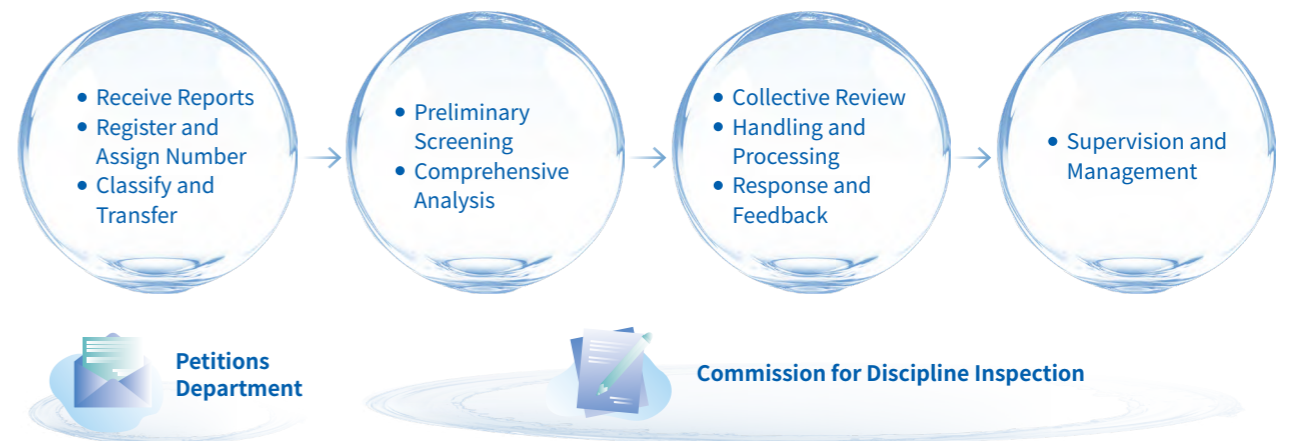 • Receive Reports
• Register and
Assign Number
• Classify and
Transfer
• Preliminary
Screening
• Comprehensive
Analysis
• Collective Review
• Handling and
Processing
• Response and
Feedback
• Supervision and
Management
Petitions
Department
Commission for Discipline Inspection